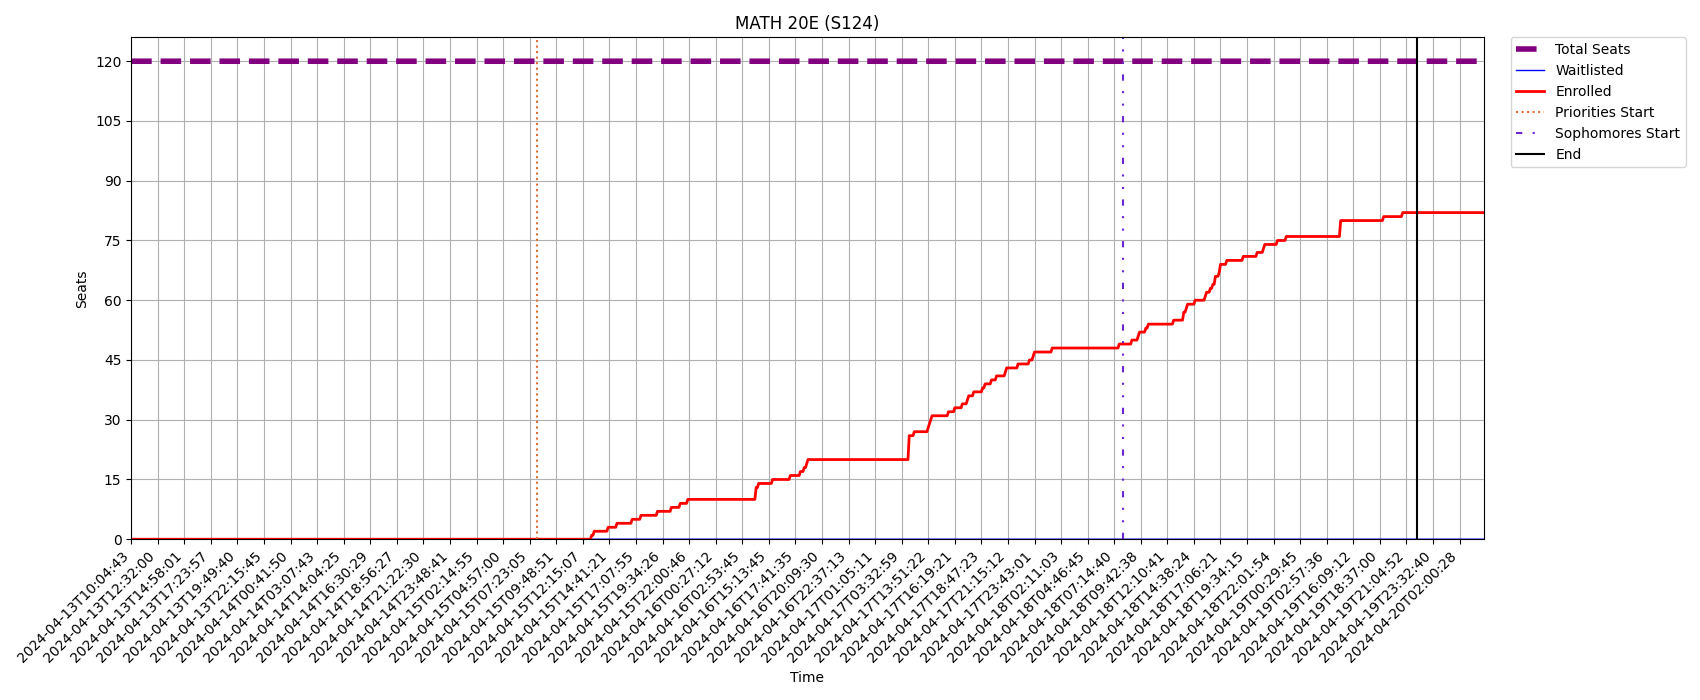 MATH 20E (S124)
Total Seats
Waitlisted
Enrolled
Priorities Start
Sophomores Start
End
Seats
120
105
90
75
60
45
30
15
0
2024-04-13T10:04:43
2024-04-13T12:32:00
2024-04-13T14:58:01
2024-04-13T17:23:57
2024-04-13T19:49:40
2024-04-13T22:15:45
2024-04-14T00:41:50
2024-04-14T03:07:43
2024-04-14T14:04:25
2024-04-14T16:30:29
2024-04-14T18:56:27
2024-04-14T21:22:30
2024-04-14T23:48:41
2024-04-15T02:14:55
2024-04-15T04:57:00
2024-04-15T07:23:05
2024-04-15T09:48:51
2024-04-15T12:15:07
2024-04-15T14:41:21
2024-04-15T17:07:55
2024-04-15T19:34:26
2024-04-15T22:00:46
2024-04-16T00:27:12
2024-04-16T02:53:45
2024-04-16T15:13:45
2024-04-16T17:41:35
2024-04-16T20:09:30
2024-04-16T22:37:13
2024-04-17T01:05:11
2024-04-17T03:32:59
2024-04-17T13:51:22
2024-04-17T16:19:21
2024-04-17T18:47:23
2024-04-17T21:15:12
2024-04-17T23:43:01
2024-04-18T02:11:03
2024-04-18T04:46:45
2024-04-18T07:14:40
2024-04-18T09:42:38
2024-04-18T12:10:41
2024-04-18T14:38:24
2024-04-18T17:06:21
2024-04-18T19:34:15
2024-04-18T22:01:54
2024-04-19T00:29:45
2024-04-19T02:57:36
2024-04-19T16:09:12
2024-04-19T18:37:00
2024-04-19T21:04:52
2024-04-19T23:32:40
2024-04-20T02:00:28
Time